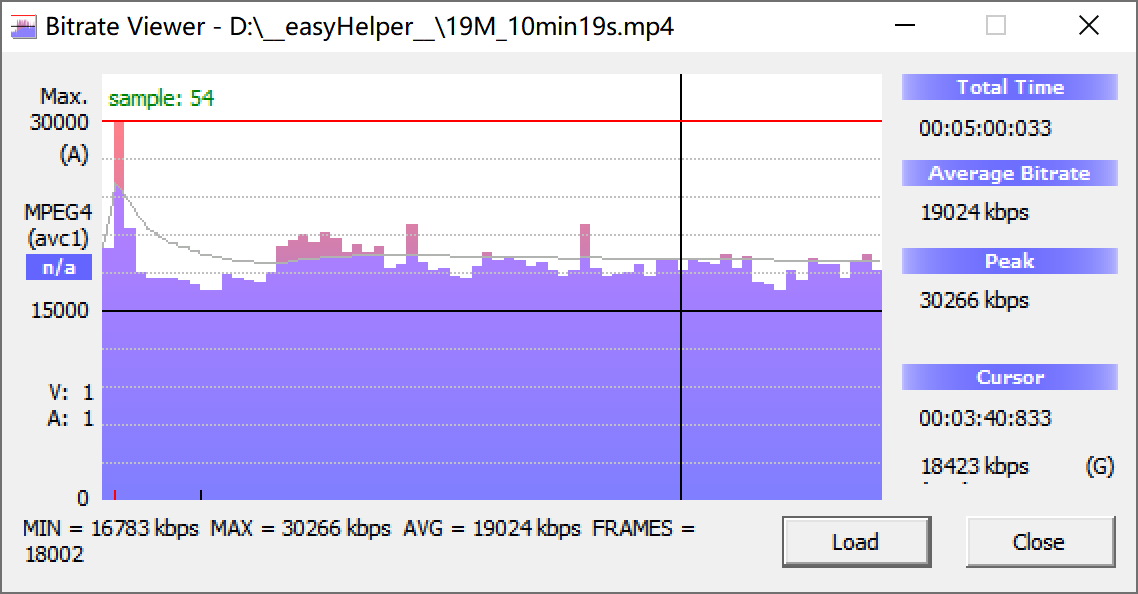 Bitrate Viewer - D:\__easyHelper__\19M_10min19s.mp4
sample: 54
Max.
30000
(A)
MPEG4
(avc1)
n/a
15000
V: 1
A: 1
0
Total Time
00:05:00:033
Average Bitrate
19024 kbps
Peak
30266 kbps
Cursor
00:03:40:833
18423 kbps (G)
MIN = 16783 kbps MAX = 30266 kbps AVG = 19024 kbps FRAMES =
18002
Load
Close